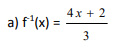 a) f⁻¹(x) = (4x + 2)/3